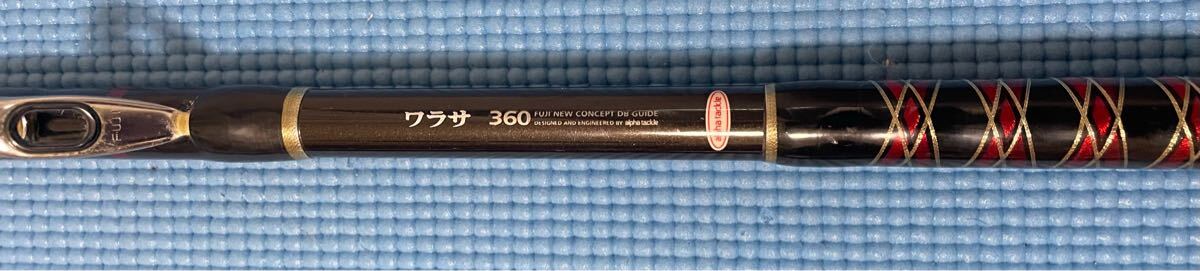 FUJI
ワラサ 360
FUJI NEW CONCEPT DB GUIDE
DESIGNED AND ENGINEERED BY alpha tackle
alpha tackle